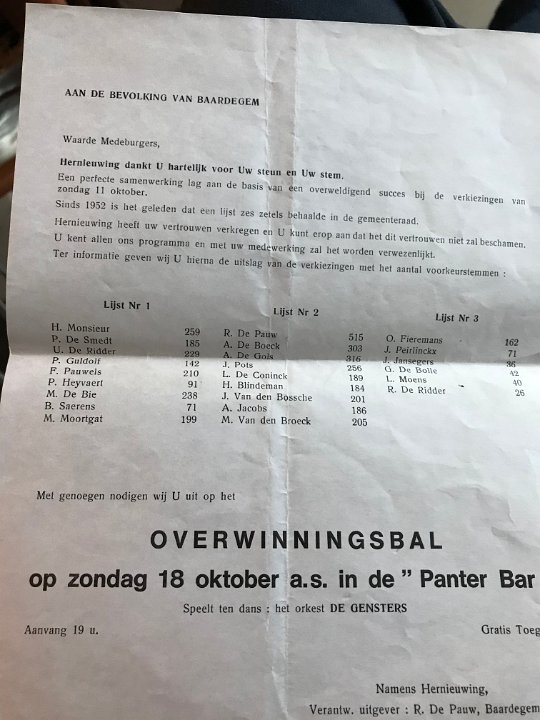 AAN DE BEVOLKING VAN BAARDEGEM
Waarde Medeburgers,
Hernieuwing dankt U hartelijk voor Uw steun en Uw stem.
Een perfecte samenwerking lag aan de basis van een overweldigend succes bij de verkiezingen van
zondag 11 oktober.
Sinds 1952 is het geleden dat een lijst zes zetels behaalde in de gemeenteraad.
Hernieuwing heeft uw vertrouwen verkregen en U kunt erop aan dat dit vertrouwen niet zal beschamen.
U kent allen ons programma en met uw medewerking zal het worden verwezenlijkt.
Ter informatie geven wij U hierna de uitslag van de verkiezingen met het aantal voorkeurstemmen :
Lijst Nr 1
H. Monsieur 259
P. De Smedt 185
U. De Ridder 229
P. Guldolf 142
F. Pauwels 210
P. Heyvaert 91
M. De Bie 238
B. Saerens 71
M. Moortgat 199
Lijst Nr 2
R. De Pauw 515
A. De Boeck 303
A. De Gols 316
J. Pots 256
L. De Coninck 189
H. Blindeman 184
J. Van den Bossche 201
A. Jacobs 186
M. Van den Broeck 205
Lijst Nr 3
O. Fieremans 162
J. Peirlinckx 71
J. Jansegers 36
G. De Bolle 42
L. Moens 40
R. De Ridder 26
Met genoegen nodigen wij U uit op het
OVERWINNINGSBAL
op zondag 18 oktober a.s. in de ” Panter Bar
Speelt ten dans : het orkest DE GENSTERS
Aanvang 19 u. Gratis Toeg
Namens Hernieuwing,
Verantw. uitgever : R. De Pauw, Baardegem